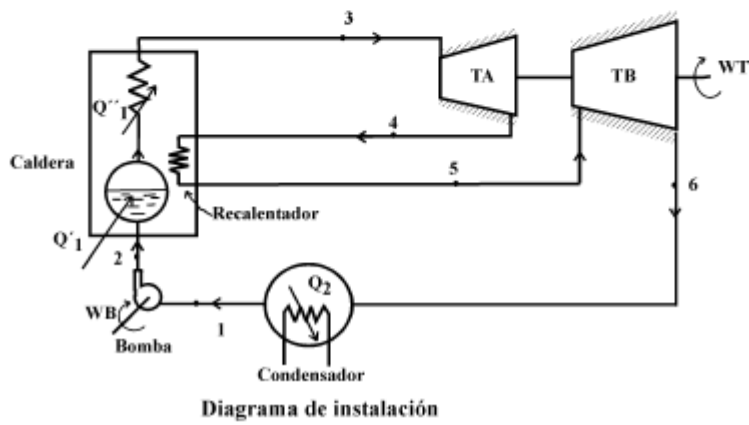 3
TA
TB
WT
Q´´1
4
Caldera
5
6
Recalentador
Q´1
2
Q2
WB
1
Bomba
Condensador
Diagrama de instalación